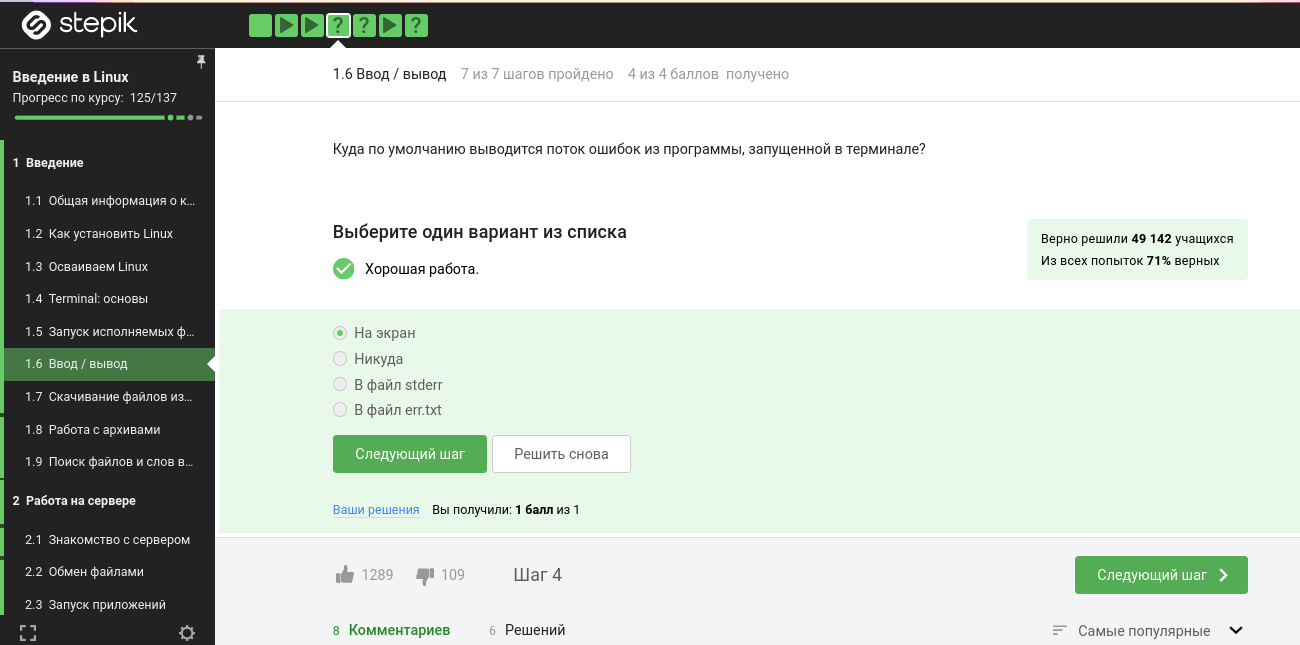 stepik
? ? ?
Введение в Linux
Прогресс по курсу: 125/137
1 Введение
1.1 Общая информация о к…
1.2 Как установить Linux
1.3 Осваиваем Linux
1.4 Terminal: основы
1.5 Запуск исполняемых ф…
1.6 Ввод / вывод
1.7 Скачивание файлов из…
1.8 Работа с архивами
1.9 Поиск файлов и слов в…
2 Работа на сервере
2.1 Знакомство с сервером
2.2 Обмен файлами
2.3 Запуск приложений
1.6 Ввод / вывод 7 из 7 шагов пройдено 4 из 4 баллов получено
Куда по умолчанию выводится поток ошибок из программы, запущенной в терминале?
Выберите один вариант из списка
Хорошая работа.
Верно решили 49 142 учащихся
Из всех попыток 71% верных
На экран
Никуда
В файл stderr
В файл err.txt
Следующий шаг Решить снова
Ваши решения Вы получили: 1 балл из 1
1289 109 Шаг 4 Следующий шаг
8 Комментариев 6 Решений Самые популярные